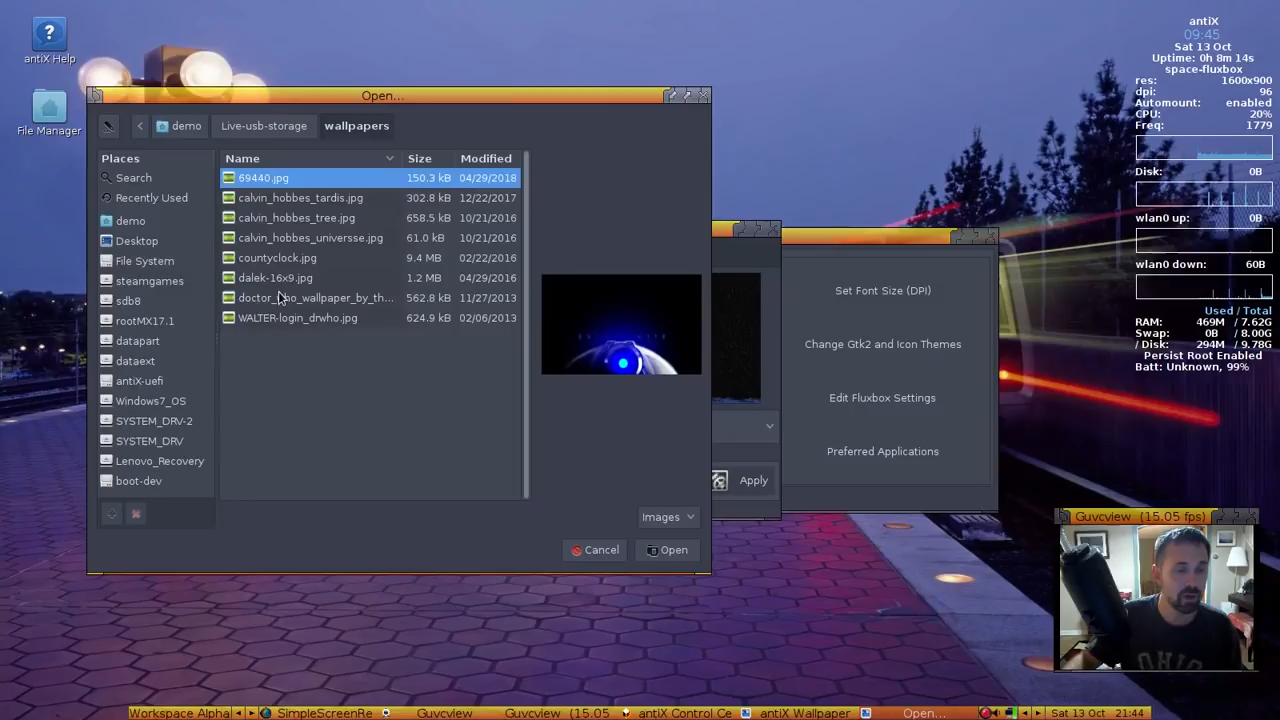 antiX Help
File Manager
antiX
09:45
Sat 13 Oct
Uptime: 0h 8m 14s
space-fluxbox
res: 1600x900
dpi: 96
Automount: enabled
CPU: 20%
Freq: 1779
Disk: 0B
wlan0 up: 0B
wlan0 down: 60B
Used / Total
RAM: 469M / 7.62G
Swap: 0B / 8.00G
/ Disk: 294M / 9.78G
Persist Root Enabled
Batt: Unknown, 99%
Open...
demo Live-usb-storage wallpapers
Places
Search
Recently Used
demo
Desktop
File System
steamgames
sdb8
rootMX17.1
datapart
dataext
antiX-uefi
Windows7_OS
SYSTEM_DRV-2
SYSTEM_DRV
Lenovo_Recovery
boot-dev
Name Size Modified
69440.jpg 150.3 kB 04/29/2018
calvin_hobbes_tardis.jpg 302.8 kB 12/22/2017
calvin_hobbes_tree.jpg 658.5 kB 10/21/2016
calvin_hobbes_universse.jpg 61.0 kB 10/21/2016
countyclock.jpg 9.4 MB 02/22/2016
dalek-16x9.jpg 1.2 MB 04/29/2016
doctor_who_wallpaper_by_th... 562.8 kB 11/27/2013
WALTER-login_drwho.jpg 624.9 kB 02/06/2013
Images
Cancel Open
Apply
Set Font Size (DPI)
Change Gtk2 and Icon Themes
Edit Fluxbox Settings
Preferred Applications
Guvcview (15.05 fps)
OHIO
Workspace Alpha SimpleScreenRe Guvcview Guvcview (15.05 antiX Control Ce antiX Wallpaper Open... Sat 13 Oct 21:44